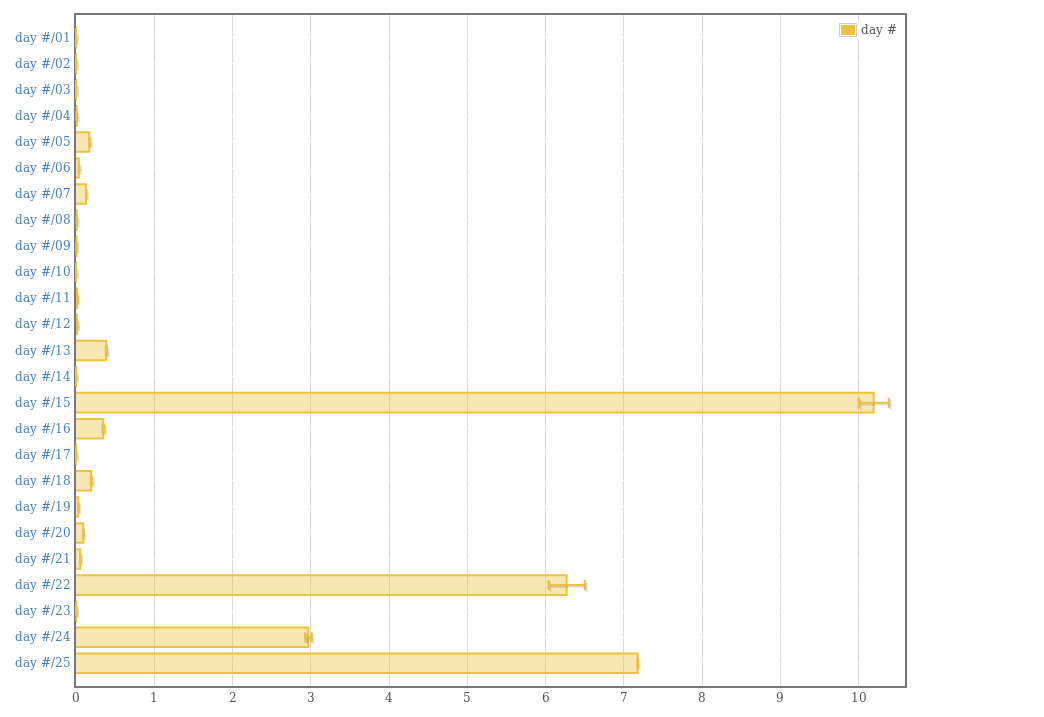 day #
day #/01
day #/02
day #/03
day #/04
day #/05
day #/06
day #/07
day #/08
day #/09
day #/10
day #/11
day #/12
day #/13
day #/14
day #/15
day #/16
day #/17
day #/18
day #/19
day #/20
day #/21
day #/22
day #/23
day #/24
day #/25
0 1 2 3 4 5 6 7 8 9 10